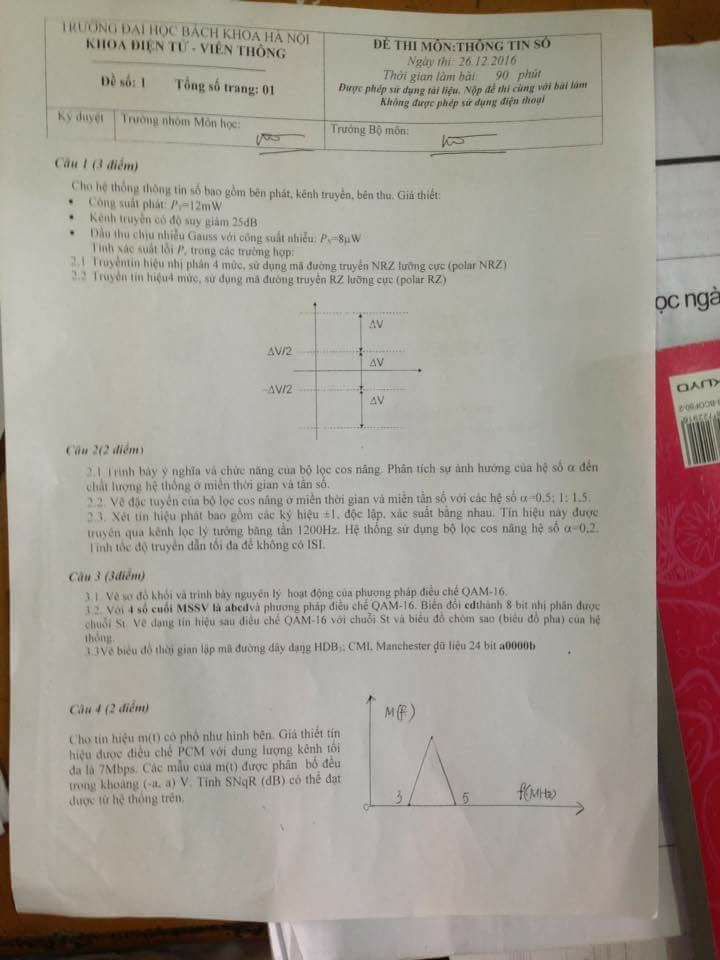 TRƯỜNG ĐẠI HỌC BÁCH KHOA HÀ NỘI
KHOA ĐIỆN TỬ - VIỄN THÔNG
Đề số: 1 Tổng số trang: 01
ĐỀ THI MÔN:THÔNG TIN SỐ
Ngày thi: 26.12.2016
Thời gian làm bài: 90 phút
Được phép sử dụng tài liệu. Nộp đề thi cùng với bài làm
Không được phép sử dụng điện thoại
Ký duyệt Trưởng nhóm Môn học: Trưởng Bộ môn:
Câu 1 (3 điểm)
Cho hệ thống thông tin số bao gồm bên phát, kênh truyền, bên thu. Giả thiết:
• Công suất phát: =12mW
• Kênh truyền có độ suy giảm 25dB
• Đầu thu chịu nhiễu Gauss với công suất nhiễu: =8μW
Tính xác suất lỗi trong các trường hợp:
2.1 Truyềntín hiệu nhị phân 4 mức, sử dụng mã đường truyền NRZ lưỡng cực (polar NRZ)
2.2 Truyền tín hiệu4 mức, sử dụng mã đường truyền RZ lưỡng cực (polar RZ)
ΔV
ΔV/2
ΔV
-ΔV/2
ΔV
Câu 2(2 điểm)
2.1 Trình bày ý nghĩa và chức năng của bộ lọc cos nâng. Phân tích sự ảnh hưởng của hệ số α đến
chất lượng hệ thống ở miền thời gian và tần số.
2.2. Vẽ đặc tuyến của bộ lọc cos nâng ở miền thời gian và miền tần số với các hệ số α=0,5; 1; 1,5.
2.3. Xét tín hiệu phát bao gồm các ký hiệu ±1, độc lập, xác suất bằng nhau. Tín hiệu này được
truyền qua kênh lọc lý tưởng băng tần 1200Hz. Hệ thống sử dụng bộ lọc cos nâng hệ số α=0,2.
Tính tốc độ truyền dẫn tối đa để không có ISI.
Câu 3 (3điểm)
3.1. Vẽ sơ đồ khối và trình bày nguyên lý hoạt động của phương pháp điều chế QAM-16.
3.2. Với 4 số cuối MSSV là abcdvà phương pháp điều chế QAM-16. Biến đổi cdthành 8 bit nhị phân được
chuỗi St. Vẽ dạng tín hiệu sau điều chế QAM-16 với chuỗi St và biểu đồ chòm sao (biểu đồ pha) của hệ
thống.
3.3Vẽ biểu đồ thời gian lập mã đường dây dạng HDB3; CMI, Manchester dữ liệu 24 bit a0000b
Câu 4 (2 điểm)
Cho tín hiệu m(t) có phổ như hình bên. Giả thiết tín
hiệu được điều chế PCM với dung lượng kênh tối
đa là 7Mbps. Các mẫu của m(t) được phân bố đều
trong khoảng (-a, a) V. Tính SNqR (dB) có thể đạt
được từ hệ thống trên.
M(f)
3 5 f(MHz)
ọc ngà